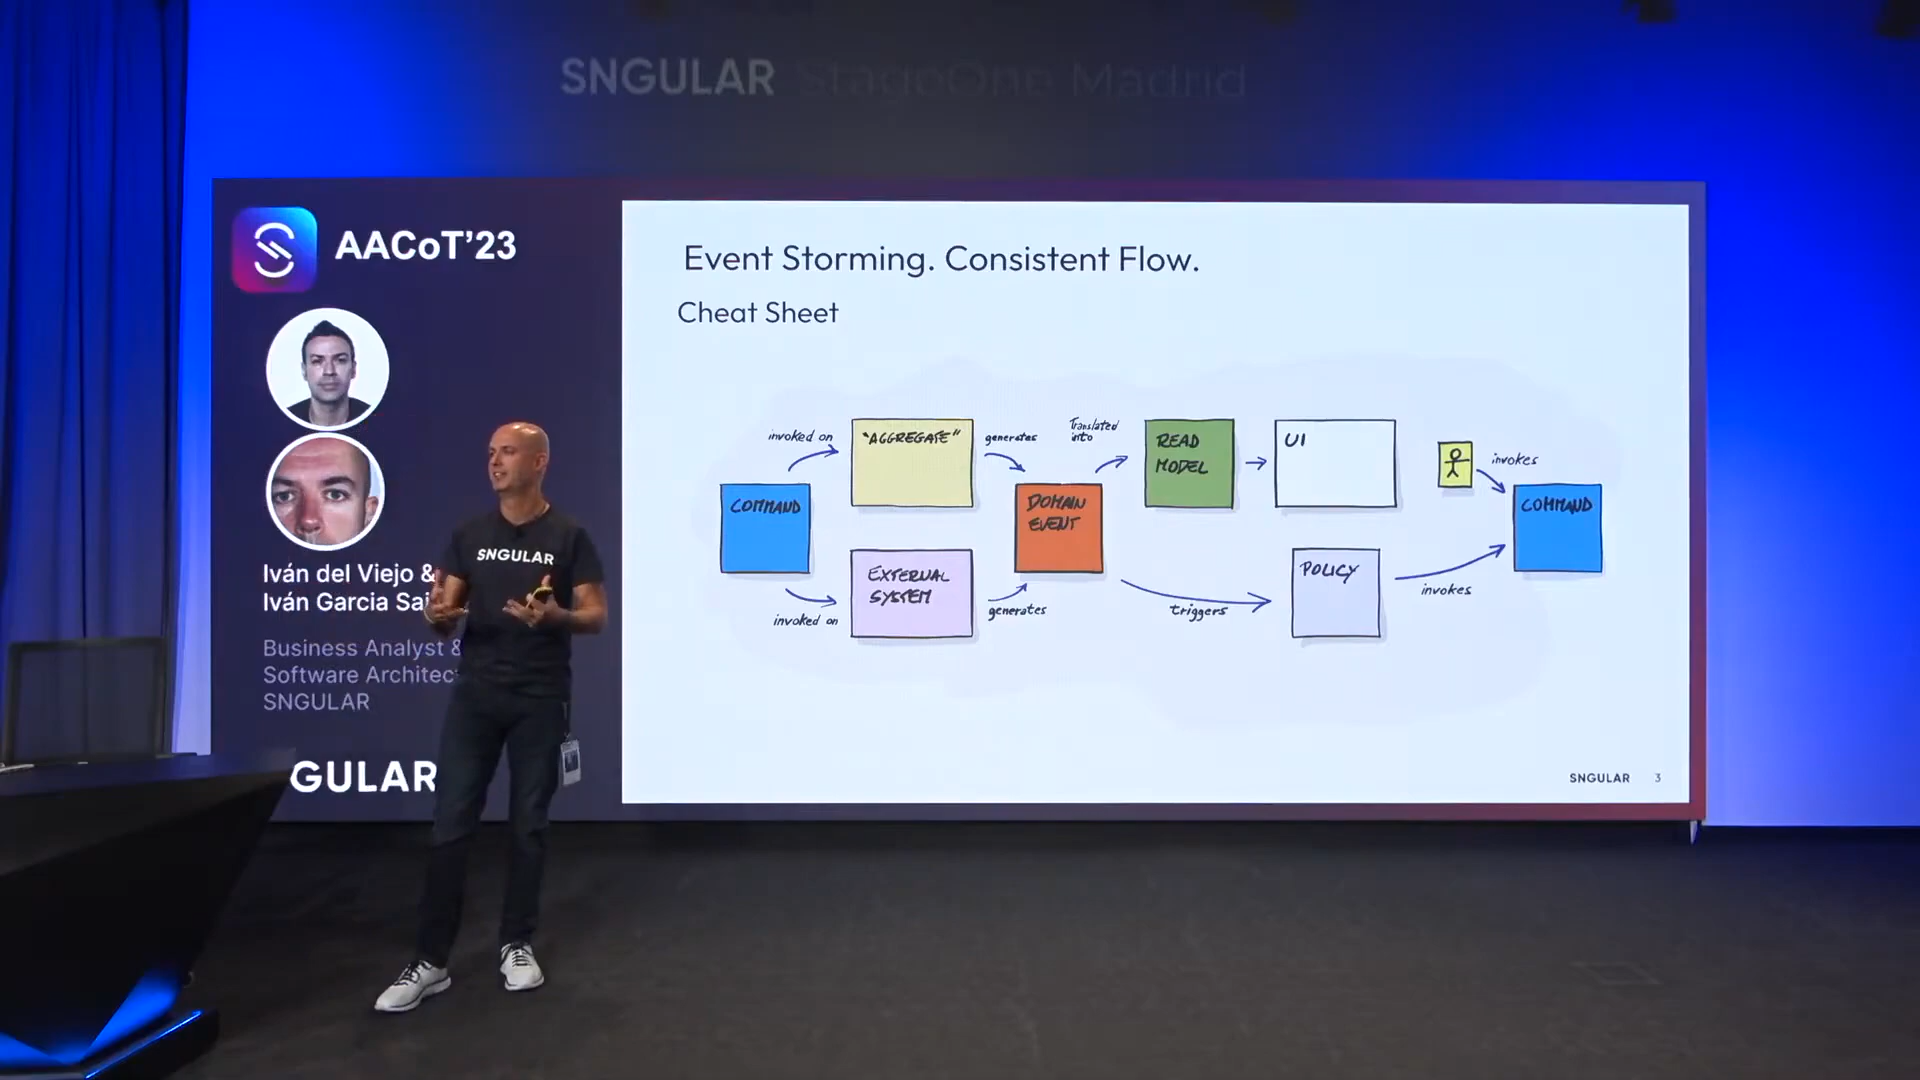 SNGULAR StageOne Madrid
AACoT’23
Iván del Viejo &
Iván Garcia Sai
Business Analyst &
Software Architec
SNGULAR
GULAR
SNGULAR
Event Storming. Consistent Flow.
Cheat Sheet
COMMAND
invoked on
"AGGREGATE"
generates
invoked on
EXTERNAL
SYSTEM
generates
DOMAIN
EVENT
Translated
into
READ
MODEL
UI
triggers
POLICY
invokes
invokes
COMMAND
SNGULAR 3